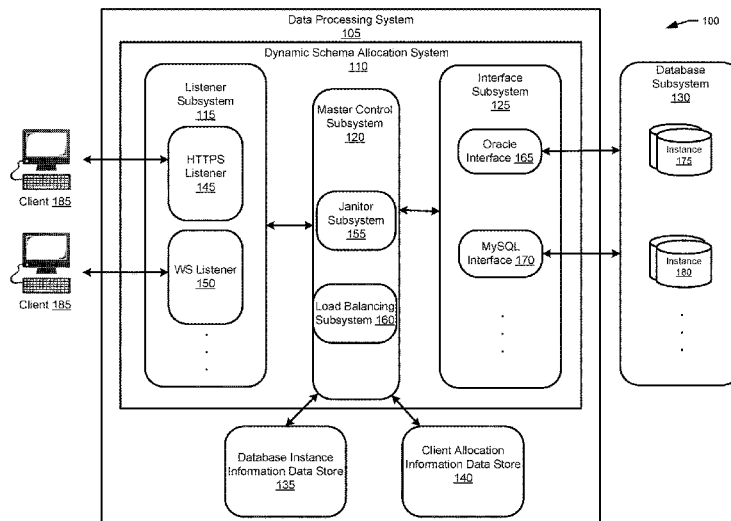 Data Processing System
105
100
Dynamic Schema Allocation System
110
Listener
Subsystem
115
HTTPS
Listener
145
WS Listener
150
Client 185
Client 185
Master Control
Subsystem
120
Janitor
Subsystem
155
Load Balancing
Subsystem 160
Interface
Subsystem
125
Oracle
Interface 165
MySQL
Interface 170
Database
Subsystem
130
Instance
175
Instance
180
Database Instance
Information Data Store
135
Client Allocation
Information Data Store
140